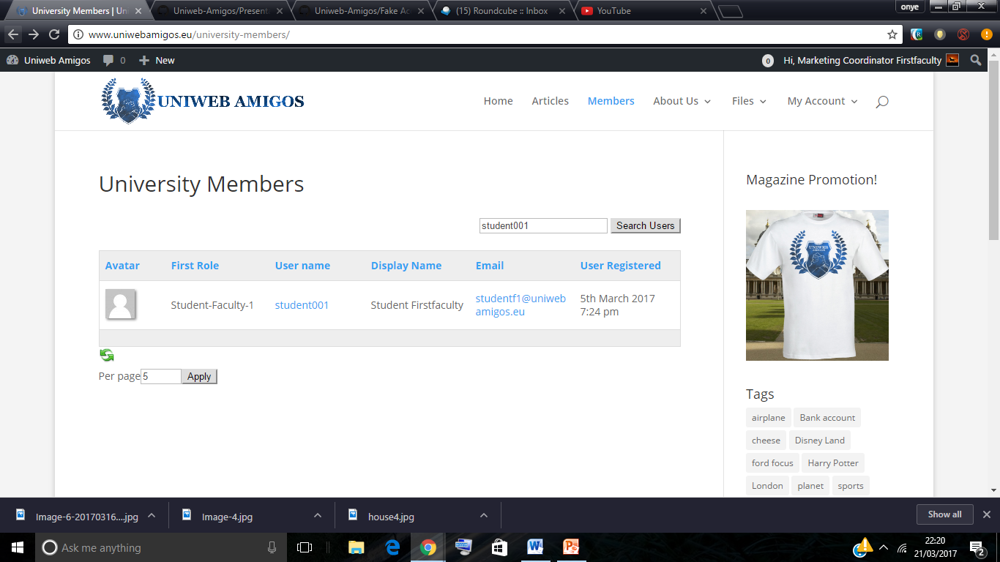 University Members | Un
Uniweb-Amigos/Present
Uniweb-Amigos/Fake Ac
(15) Roundcube :: Inbox
YouTube
onye
www.uniwebamigos.eu/university-members/
Uniweb Amigos
0
New
0
Hi, Marketing Coordinator Firstfaculty
UNIWEB AMIGOS
Home
Articles
Members
About Us
Files
My Account
University Members
student001
Search Users
Avatar
First Role
User name
Display Name
Email
User Registered
Student-Faculty-1
student001
Student Firstfaculty
studentf1@uniweb
amigos.eu
5th March 2017
7:24 pm
Per page
5
Apply
Magazine Promotion!
UNIWEB
AMIGOS
Tags
airplane
Bank account
cheese
Disney Land
ford focus
Harry Potter
London
planet
sports
Image-6-20170316....jpg
Image-4.jpg
house4.jpg
Show all
Ask me anything
22:20
21/03/2017
2